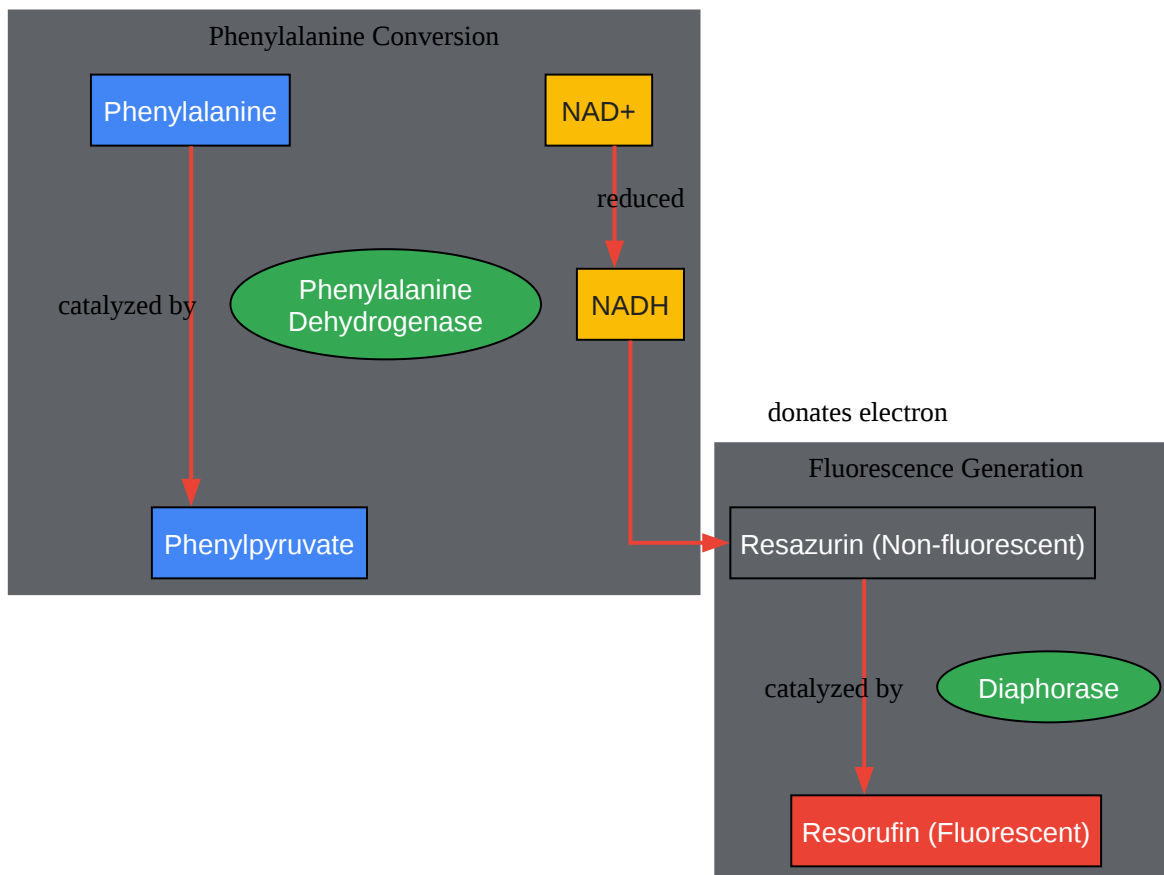 Phenylalanine Conversion
Phenylalanine
NAD+
reduced
catalyzed by
Phenylalanine
Dehydrogenase
NADH
donates electron
Fluorescence Generation
Phenylpyruvate
Resazurin (Non-fluorescent)
catalyzed by
Diaphorase
Resorufin (Fluorescent)